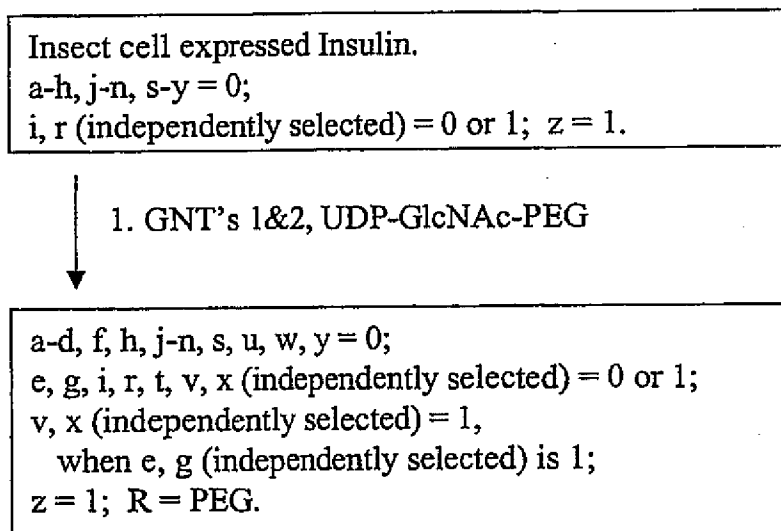 Insect cell expressed Insulin.
a-h, j-n, s-y = 0;
i, r (independently selected) = 0 or 1; z = 1.
1. GNT's 1&2, UDP-GlcNAc-PEG
a-d, f, h, j-n, s, u, w, y = 0;
e, g, i, r, t, v, x (independently selected) = 0 or 1;
v, x (independently selected) = 1,
when e, g (independently selected) is 1;
z = 1; R = PEG.